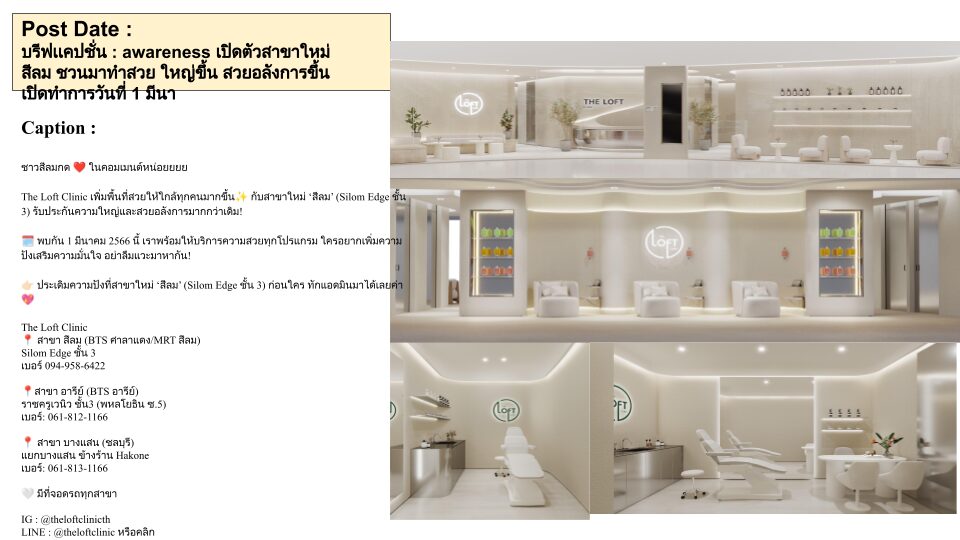 Post Date :
บรีฟแคปชั่น : awareness เปิดตัวสาขาใหม่
สีลม ชวนมาทำสวย ใหญ่ขึ้น สวยอลังการขึ้น
เปิดทำการวันที่ 1 มีนา
Caption :
ชาวสีลมกด ❤️ ในคอมเมนต์หน่อยยยย
The Loft Clinic เพิ่มพื้นที่สวยให้ใกล้ทุกคนมากขึ้น✨ กับสาขาใหม่ ‘สีลม’ (Silom Edge ชั้น
3) รับประกันความใหญ่และสวยอลังการมากกว่าเดิม!
🗓️ พบกัน 1 มีนาคม 2566 นี้ เราพร้อมให้บริการความสวยทุกโปรแกรม ใครอยากเพิ่มความ
ปังเสริมความมั่นใจ อย่าลืมแวะมาหากัน!
👉🏻 ประเดิมความปังที่สาขาใหม่ ‘สีลม’ (Silom Edge ชั้น 3) ก่อนใคร ทักแอดมินมาได้เลยค่า
💖
The Loft Clinic
📍 สาขา สีลม (BTS ศาลาแดง/MRT สีลม)
Silom Edge ชั้น 3
เบอร์ 094-958-6422
📍สาขา อารีย์ (BTS อารีย์)
ราชครูเวนิว ชั้น3 (พหลโยธิน ซ.5)
เบอร์: 061-812-1166
📍 สาขา บางแสน (ชลบุรี)
แยกบางแสน ข้างร้าน Hakone
เบอร์: 061-813-1166
🤍 มีที่จอดรถทุกสาขา
IG : @theloftclinicth
LINE : @theloftclinic หรือคลิก
THE LOFT
LOFT
LOFT
LOFT
LOFT